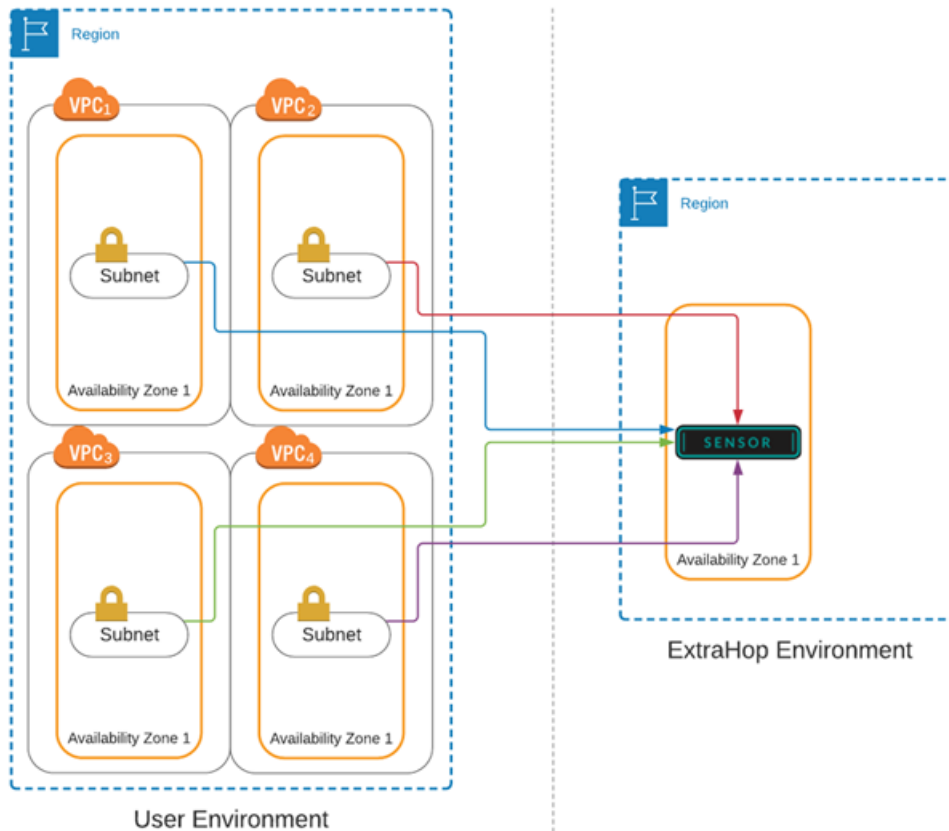 Region
VPC1
VPC2
Subnet
Subnet
Availability Zone 1
Availability Zone 1
VPC3
VPC4
Subnet
Subnet
Availability Zone 1
Availability Zone 1
User Environment
Region
SENSOR
Availability Zone 1
ExtraHop Environment